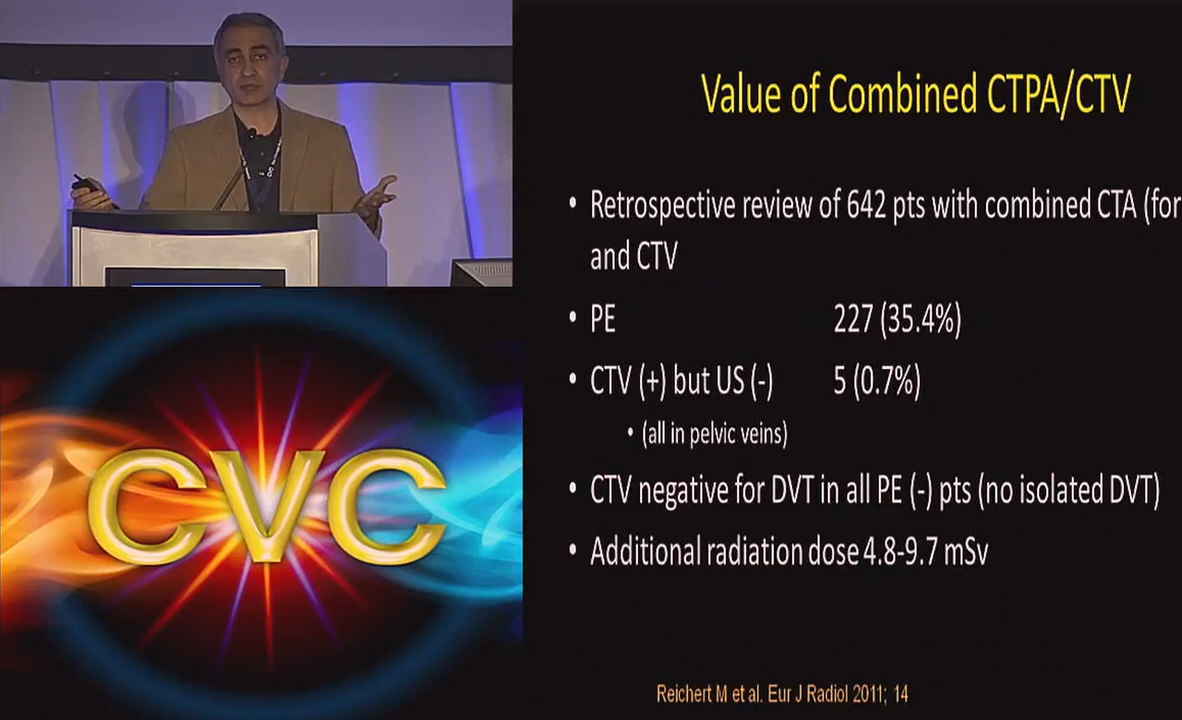 Value of Combined CTPA/CTV
• Retrospective review of 642 pts with combined CTA (for
and CTV
• PE 227 (35.4%)
• CTV (+) but US (-) 5 (0.7%)
• (all in pelvic veins)
• CTV negative for DVT in all PE (-) pts (no isolated DVT)
• Additional radiation dose 4.8-9.7 mSv
Reichert M et al. Eur J Radiol 2011; 14
CVC